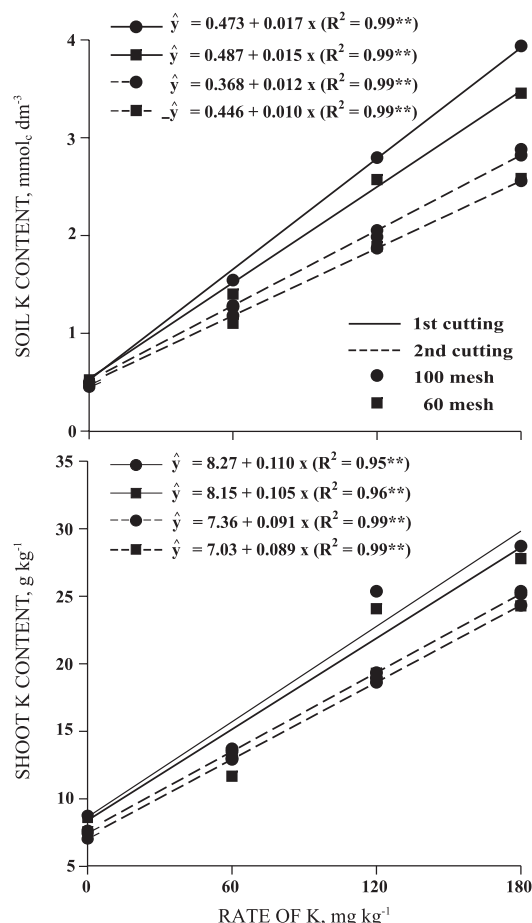 4
ŷ = 0.473 + 0.017 x (R² = 0.99**)
ŷ = 0.487 + 0.015 x (R² = 0.99**)
ŷ = 0.368 + 0.012 x (R² = 0.99**)
ŷ = 0.446 + 0.010 x (R² = 0.99**)
3
2
1
0
SOIL K CONTENT, mmol_c dm⁻³
1st cutting
2nd cutting
100 mesh
60 mesh
35
ŷ = 8.27 + 0.110 x (R² = 0.95**)
ŷ = 8.15 + 0.105 x (R² = 0.96**)
ŷ = 7.36 + 0.091 x (R² = 0.99**)
ŷ = 7.03 + 0.089 x (R² = 0.99**)
30
25
20
15
10
5
SHOOT K CONTENT, g kg⁻¹
0 60 120 180
RATE OF K, mg kg⁻¹